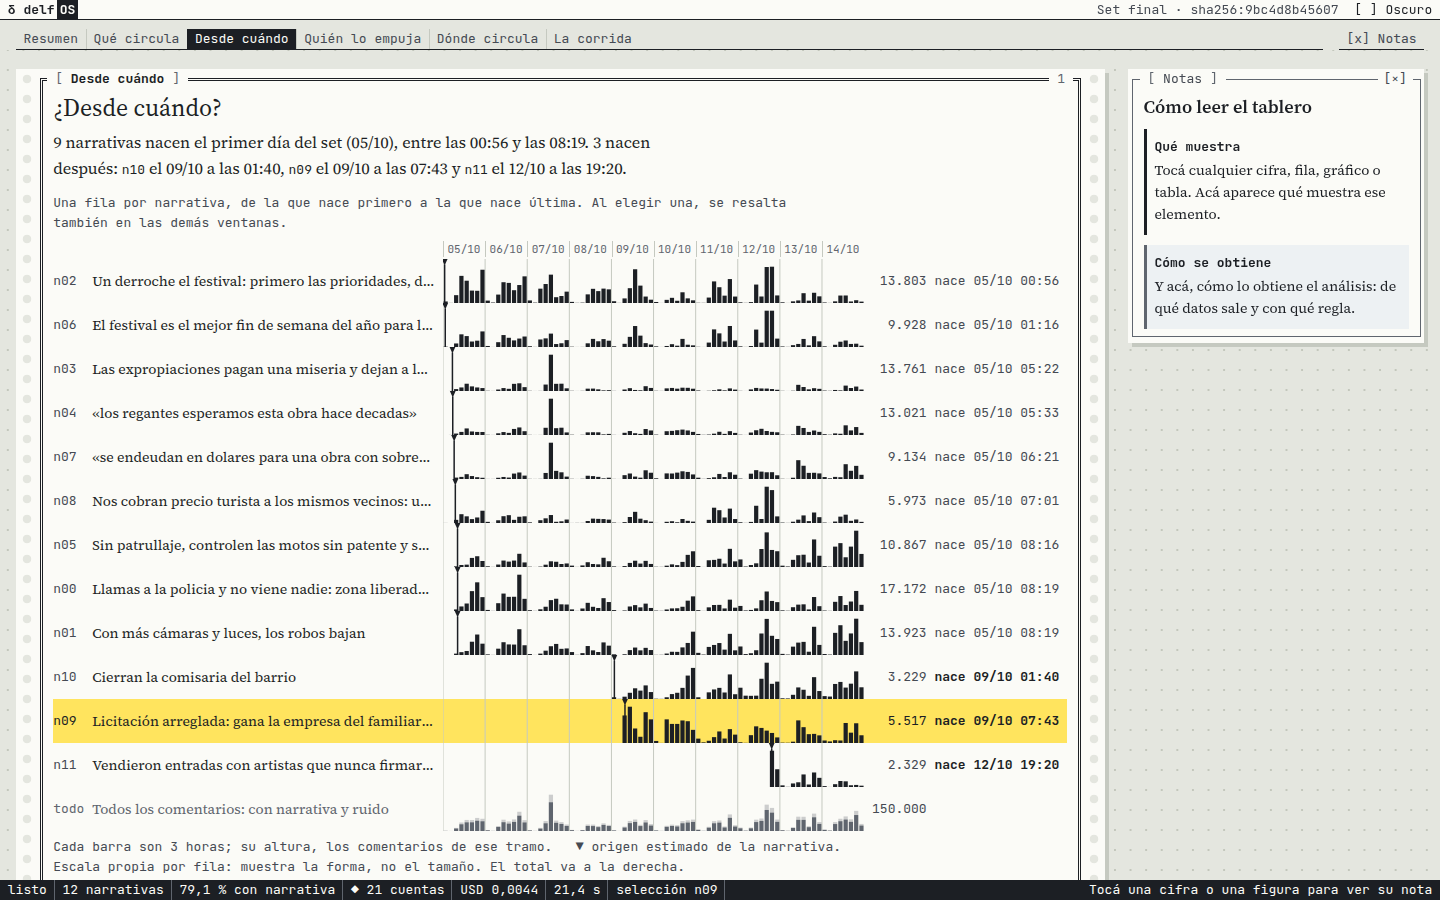 δ delfOS
Set final · sha256:9bc4d8b45607 [ ] Oscuro
Resumen Qué circula Desde cuándo Quién lo empuja Dónde circula La corrida [x] Notas
[ Desde cuándo ] 1
¿Desde cuándo?
9 narrativas nacen el primer día del set (05/10), entre las 00:56 y las 08:19. 3 nacen
después: n10 el 09/10 a las 01:40, n09 el 09/10 a las 07:43 y n11 el 12/10 a las 19:20.
Una fila por narrativa, de la que nace primero a la que nace última. Al elegir una, se resalta
también en las demás ventanas.
05/10 06/10 07/10 08/10 09/10 10/10 11/10 12/10 13/10 14/10
n02 Un derroche el festival: primero las prioridades, d... 13.803 nace 05/10 00:56
n06 El festival es el mejor fin de semana del año para l... 9.928 nace 05/10 01:16
n03 Las expropiaciones pagan una miseria y dejan a l... 13.761 nace 05/10 05:22
n04 «los regantes esperamos esta obra hace decadas» 13.021 nace 05/10 05:33
n07 «se endeudan en dolares para una obra con sobre... 9.134 nace 05/10 06:21
n08 Nos cobran precio turista a los mismos vecinos: u... 5.973 nace 05/10 07:01
n05 Sin patrullaje, controlen las motos sin patente y s... 10.867 nace 05/10 08:16
n00 Llamas a la policia y no viene nadie: zona liberad... 17.172 nace 05/10 08:19
n01 Con más cámaras y luces, los robos bajan 13.923 nace 05/10 08:19
n10 Cierran la comisaria del barrio 3.229 nace 09/10 01:40
n09 Licitación arreglada: gana la empresa del familiar... 5.517 nace 09/10 07:43
n11 Vendieron entradas con artistas que nunca firmar... 2.329 nace 12/10 19:20
todo Todos los comentarios: con narrativa y ruido 150.000
Cada barra son 3 horas; su altura, los comentarios de ese tramo. ▼ origen estimado de la narrativa.
Escala propia por fila: muestra la forma, no el tamaño. El total va a la derecha.
[ Notas ] [×]
Cómo leer el tablero
Qué muestra
Tocá cualquier cifra, fila, gráfico o
tabla. Acá aparece qué muestra ese
elemento.
Cómo se obtiene
Y acá, cómo lo obtiene el análisis: de
qué datos sale y con qué regla.
listo 12 narrativas 79,1 % con narrativa ◆ 21 cuentas USD 0,0044 21,4 s selección n09 Tocá una cifra o una figura para ver su nota